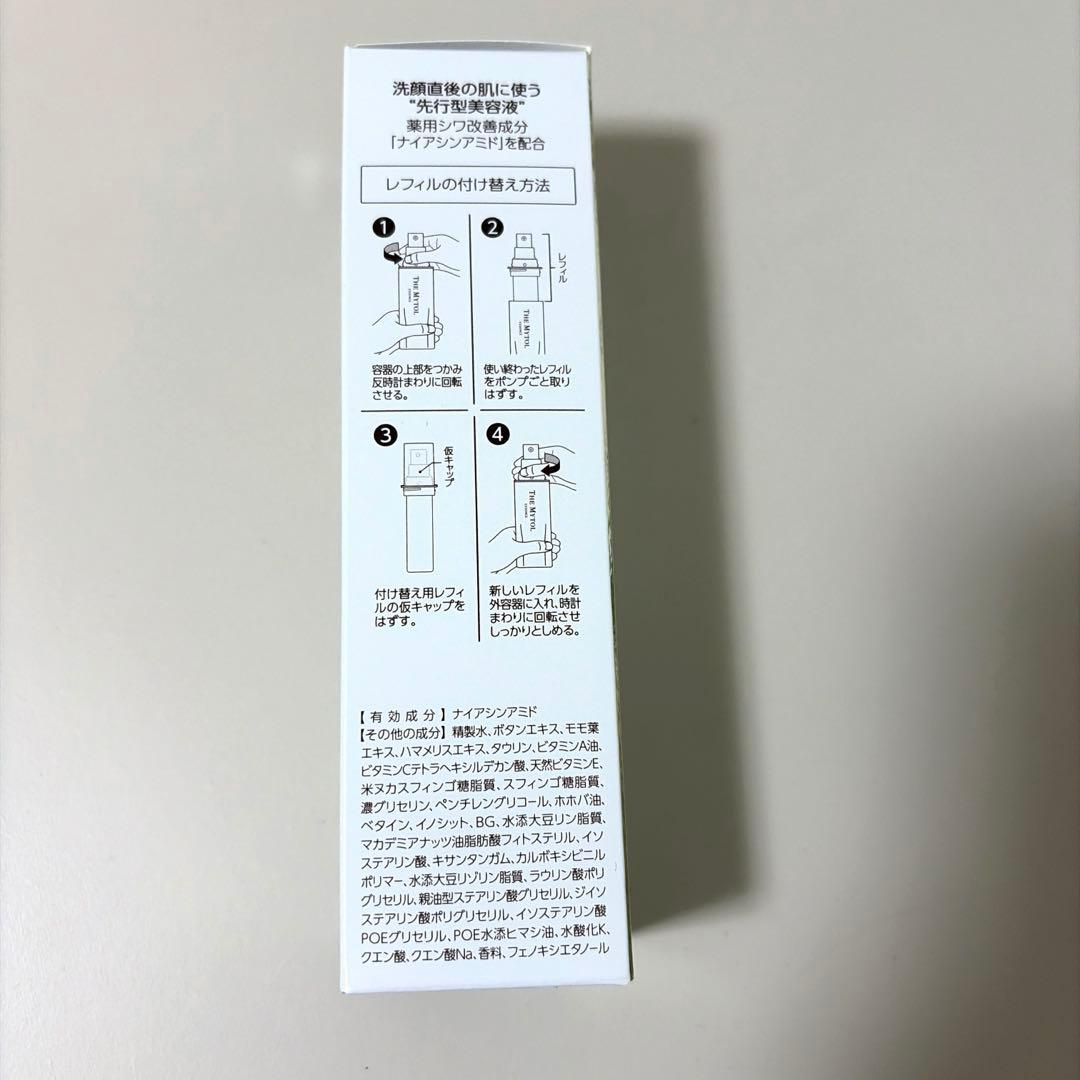 洗顔直後の肌に使う
“先行型美容液”
薬用シワ改善成分
「ナイアシンアミド」を配合
レフィルの付け替え方法
1
THE MYTOL
容器の上部をつかみ
反時計まわりに回転
させる。
2
レフィル
THE MYTOL
使い終わったレフィル
をポンプごと取り
はずす。
3
仮キャップ
付け替え用レフィ
ルの仮キャップを
はずす。
4
THE MYTOL
新しいレフィルを
外容器に入れ、時計
まわりに回転させ
しっかりとしめる。
【有効成分】ナイアシンアミド
【その他の成分】精製水、ボタンエキス、モモ葉
エキス、ハマメリスエキス、タウリン、ビタミンA油、
ビタミンCテトラヘキシルデカン酸、天然ビタミンE、
米ヌカスフィンゴ糖脂質、スフィンゴ糖脂質、
濃グリセリン、ペンチレングリコール、ホホバ油、
ベタイン、イノシット、BG、水添大豆リン脂質、
マカデミアナッツ油脂肪酸フィトステリル、イソ
ステアリン酸、キサンタンガム、カルボキシビニル
ポリマー、水添大豆リゾリン脂質、ラウリン酸ポリ
グリセリル、親油型ステアリン酸グリセリル、ジイソ
ステアリン酸ポリグリセリル、イソステアリン酸
POEグリセリル、POE水添ヒマシ油、水酸化K、
クエン酸、クエン酸Na、香料、フェノキシエタノール